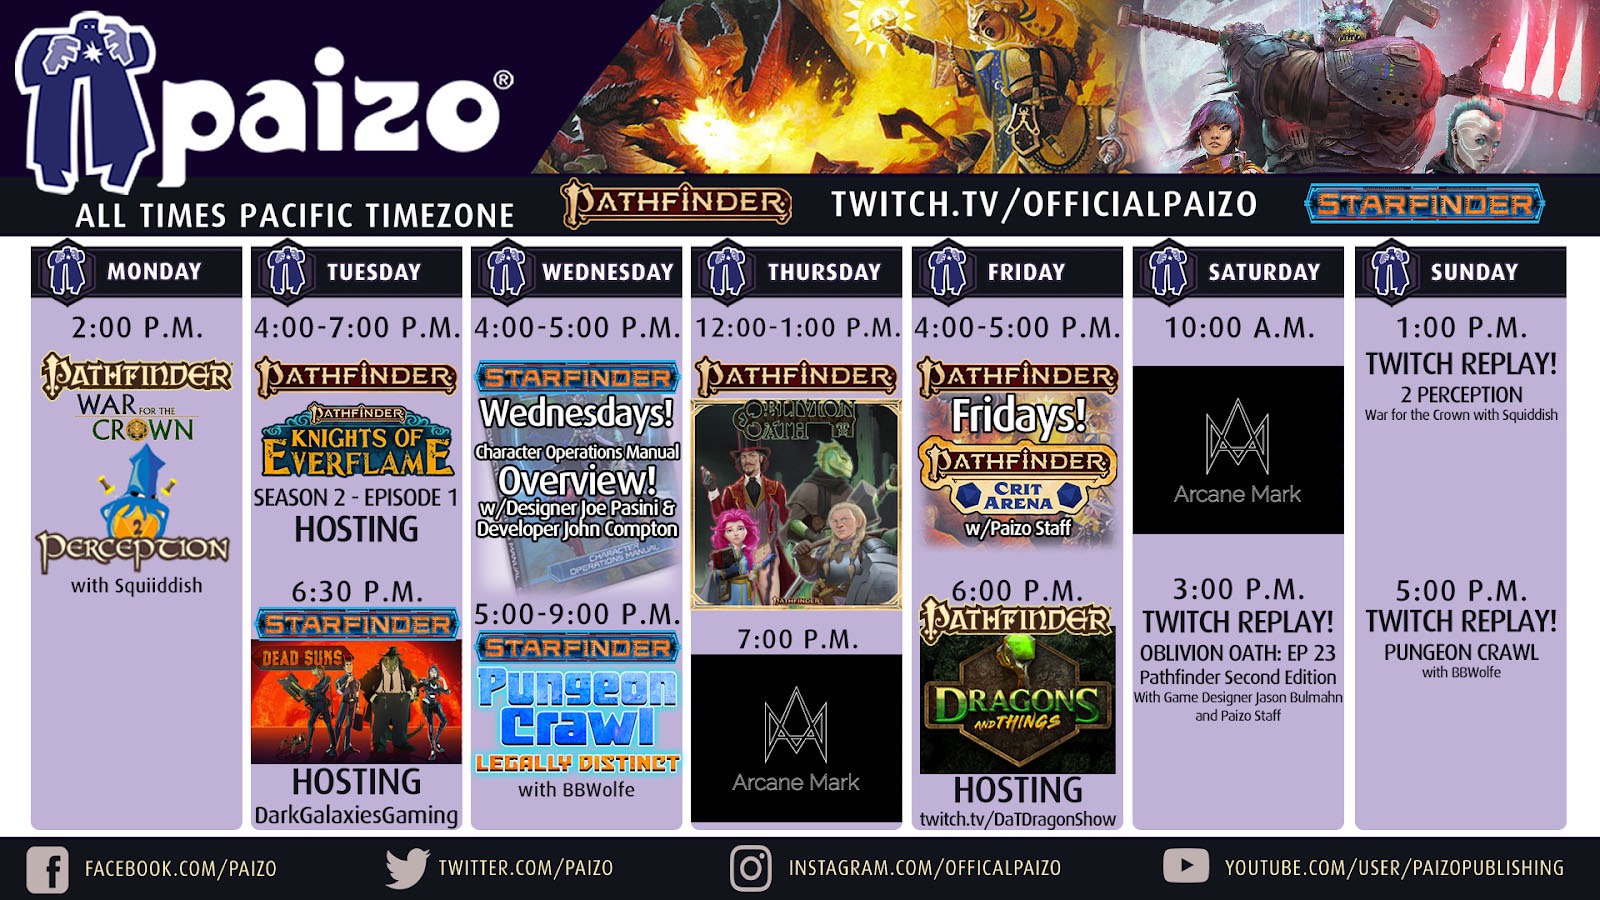 paizo®
ALL TIMES PACIFIC TIMEZONE
PATHFINDER
TWITCH.TV/OFFICIALPAIZO
STARFINDER
MONDAY
2:00 P.M.
PATHFINDER
WAR FOR THE
CROWN
2
PERCEPTION
with Squiiddish
TUESDAY
4:00-7:00 P.M.
PATHFINDER
PATHFINDER
KNIGHTS OF
EVERFLAME
SEASON 2 - EPISODE 1
HOSTING
6:30 P.M.
STARFINDER
DEAD SUNS
HOSTING
DarkGalaxiesGaming
WEDNESDAY
4:00-5:00 P.M.
STARFINDER
Wednesdays!
Character Operations Manual
Overview!
w/Designer Joe Pasini &
Developer John Compton
CHARACTER
OPERATIONS MANUAL
5:00-9:00 P.M.
STARFINDER
Pungeon
Crawl
LEGALLY DISTINCT
with BBWolfe
THURSDAY
12:00-1:00 P.M.
PATHFINDER
OBLIVION
OATH
PATHFINDER
7:00 P.M.
Arcane Mark
FRIDAY
4:00-5:00 P.M.
PATHFINDER
Fridays!
PATHFINDER
CRIT
ARENA
w/Paizo Staff
6:00 P.M.
PATHFINDER
DRAGONS
AND THINGS
HOSTING
twitch.tv/DaTDragonShow
SATURDAY
10:00 A.M.
Arcane Mark
3:00 P.M.
TWITCH REPLAY!
OBLIVION OATH: EP 23
Pathfinder Second Edition
With Game Designer Jason Bulmahn
and Paizo Staff
SUNDAY
1:00 P.M.
TWITCH REPLAY!
2 PERCEPTION
War for the Crown with Squiddish
5:00 P.M.
TWITCH REPLAY!
PUNGEON CRAWL
with BBWolfe
FACEBOOK.COM/PAIZO
TWITTER.COM/PAIZO
INSTAGRAM.COM/OFFICALPAIZO
YOUTUBE.COM/USER/PAIZOPUBLISHING